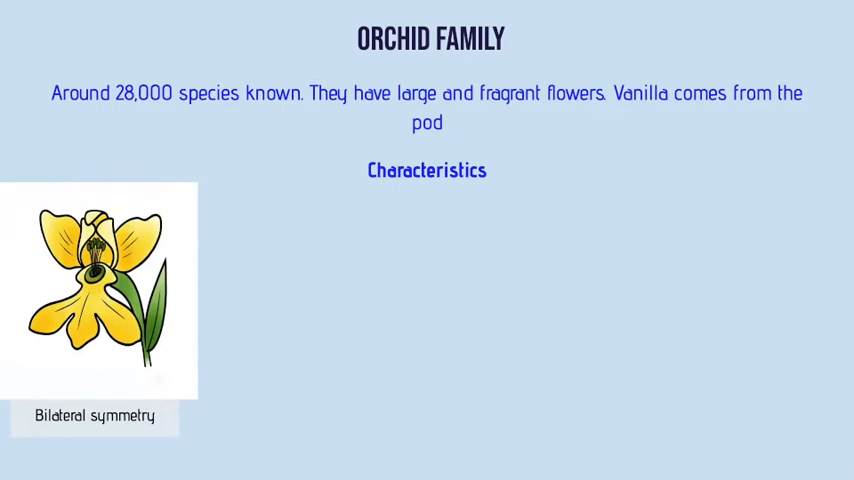 ORCHID FAMILY
Around 28,000 species known. They have large and fragrant flowers. Vanilla comes from the
pod
Characteristics
Bilateral symmetry